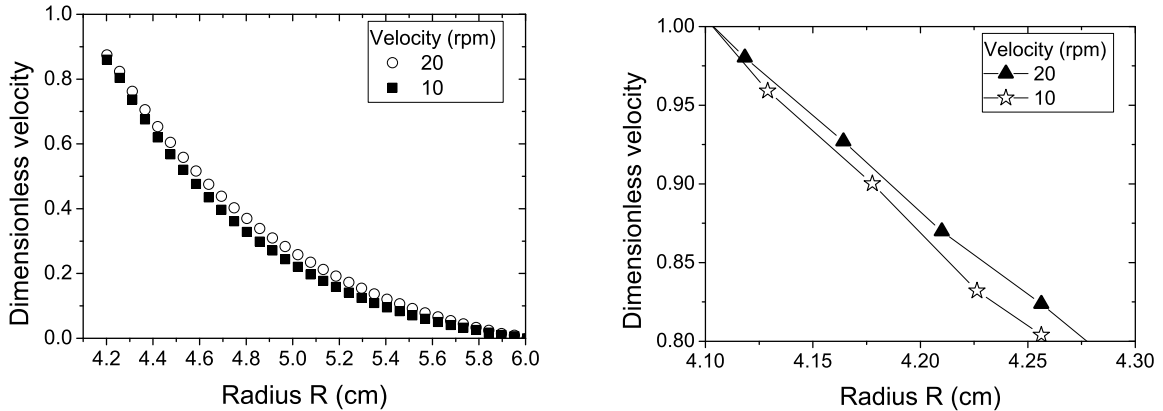 1.0
0.8
0.6
0.4
0.2
0.0
Dimensionless velocity
4.2 4.4 4.6 4.8 5.0 5.2 5.4 5.6 5.8 6.0
Radius R (cm)
Velocity (rpm)
20
10
1.00
0.95
0.90
0.85
0.80
Dimensionless velocity
4.10 4.15 4.20 4.25 4.30
Radius R (cm)
Velocity (rpm)
20
10